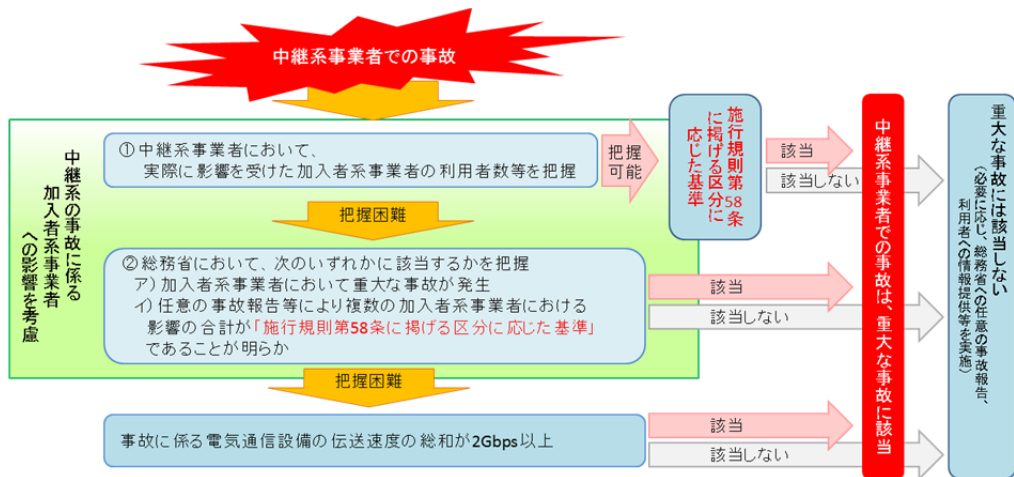 中継系事業者での事故
中継系の事故に係る
加入者系事業者
への影響を考慮
①中継系事業者において、
実際に影響を受けた加入者系事業者の利用者数等を把握
把握
可能
施行規則第58条
に掲げる区分に
応じた基準
該当
該当しない
把握困難
②総務省において、次のいずれかに該当するかを把握
ア)加入者系事業者において重大な事故が発生
イ)任意の事故報告等により複数の加入者系事業者における
影響の合計が「施行規則第58条に掲げる区分に応じた基準」
であることが明らか
該当
該当しない
把握困難
事故に係る電気通信設備の伝送速度の総和が2Gbps以上
該当
該当しない
中継系事業者での事故は、重大な事故に該当
重大な事故には該当しない
(必要に応じ、総務省への任意の事故報告、
利用者への情報提供等を実施)